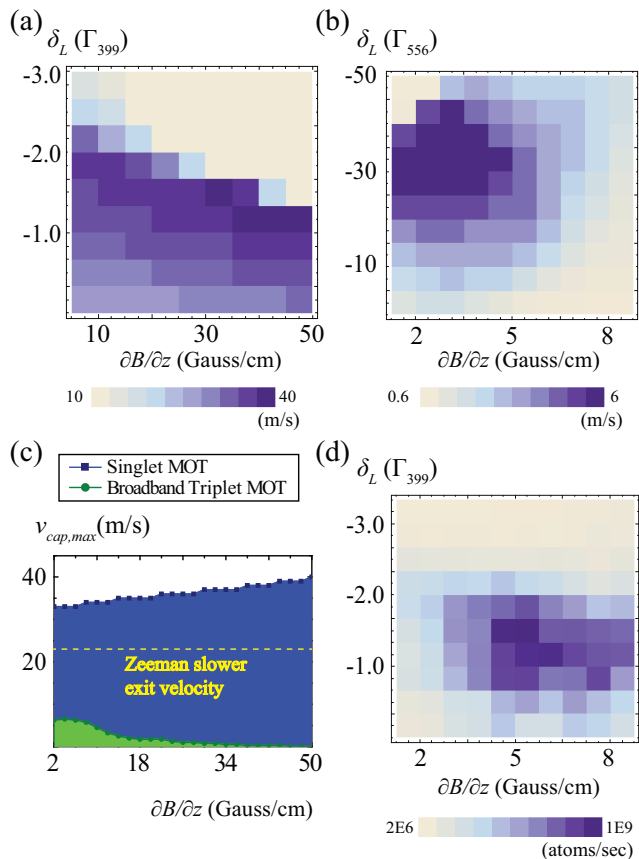 (a)
δ_L (Γ_399)
-3.0
-2.0
-1.0
10 30 50
∂B/∂z (Gauss/cm)
10 40
(m/s)
(b)
δ_L (Γ_556)
-50
-30
-10
2 5 8
∂B/∂z (Gauss/cm)
0.6 6
(m/s)
(c)
Singlet MOT
Broadband Triplet MOT
v_cap,max(m/s)
40
20
Zeeman slower
exit velocity
2 18 34 50
∂B/∂z (Gauss/cm)
(d)
δ_L (Γ_399)
-3.0
-2.0
-1.0
2 5 8
∂B/∂z (Gauss/cm)
2E6 1E9
(atoms/sec)